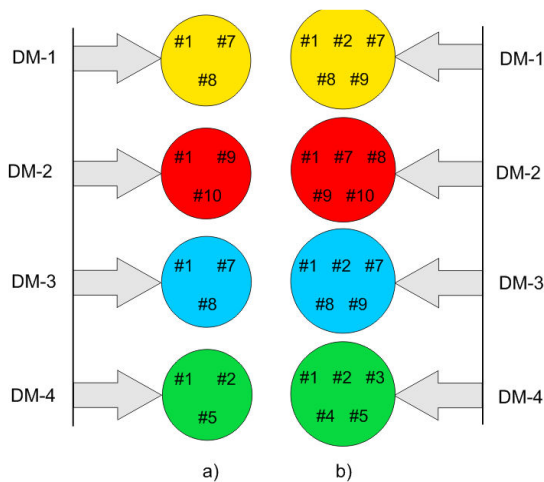 #1 #7 #1 #2 #7
DM-1 DM-1
#8 #8 #9
#1 #9 #1 #7 #8
DM-2 DM-2
#10 #9 #10
#1 #7 #1 #2 #7
DM-3 DM-3
#8 #8 #9
#1 #2 #1 #2 #3
DM-4 DM-4
#5 #4 #5
a) b)